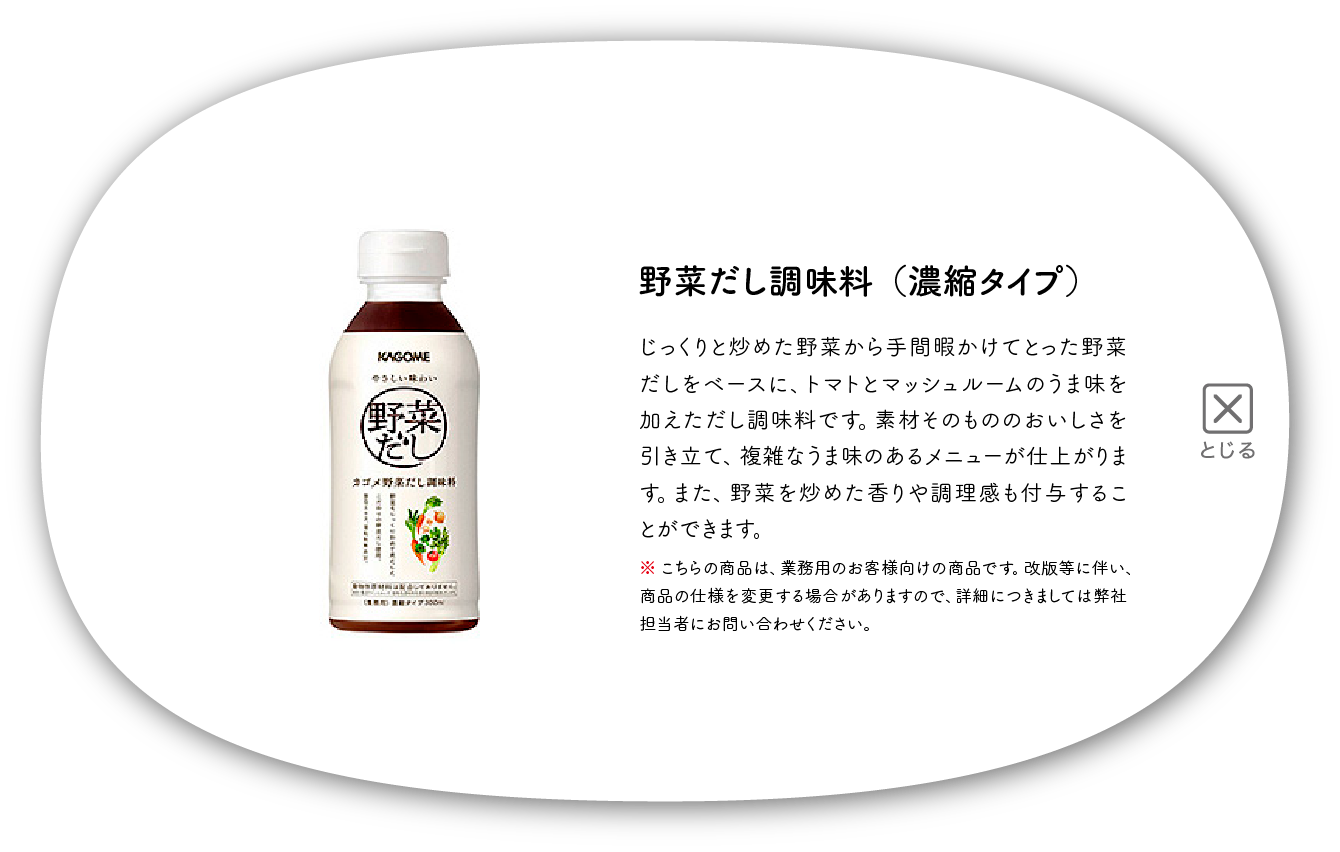 KAGOME
やさしい味わい
野菜
だし
カゴメ野菜だし調味料
野菜だし調味料（濃縮タイプ）
じっくりと炒めた野菜から手間暇かけてとった野菜
だしをベースに、トマトとマッシュルームのうま味を
加えただし調味料です。素材そのもののおいしさを
引き立て、複雑なうま味のあるメニューが仕上がりま
す。また、野菜を炒めた香りや調理感も付与するこ
とができます。
※ こちらの商品は、業務用のお客様向けの商品です。改版等に伴い、
商品の仕様を変更する場合がありますので、詳細につきましては弊社
担当者にお問い合わせください。
とじる